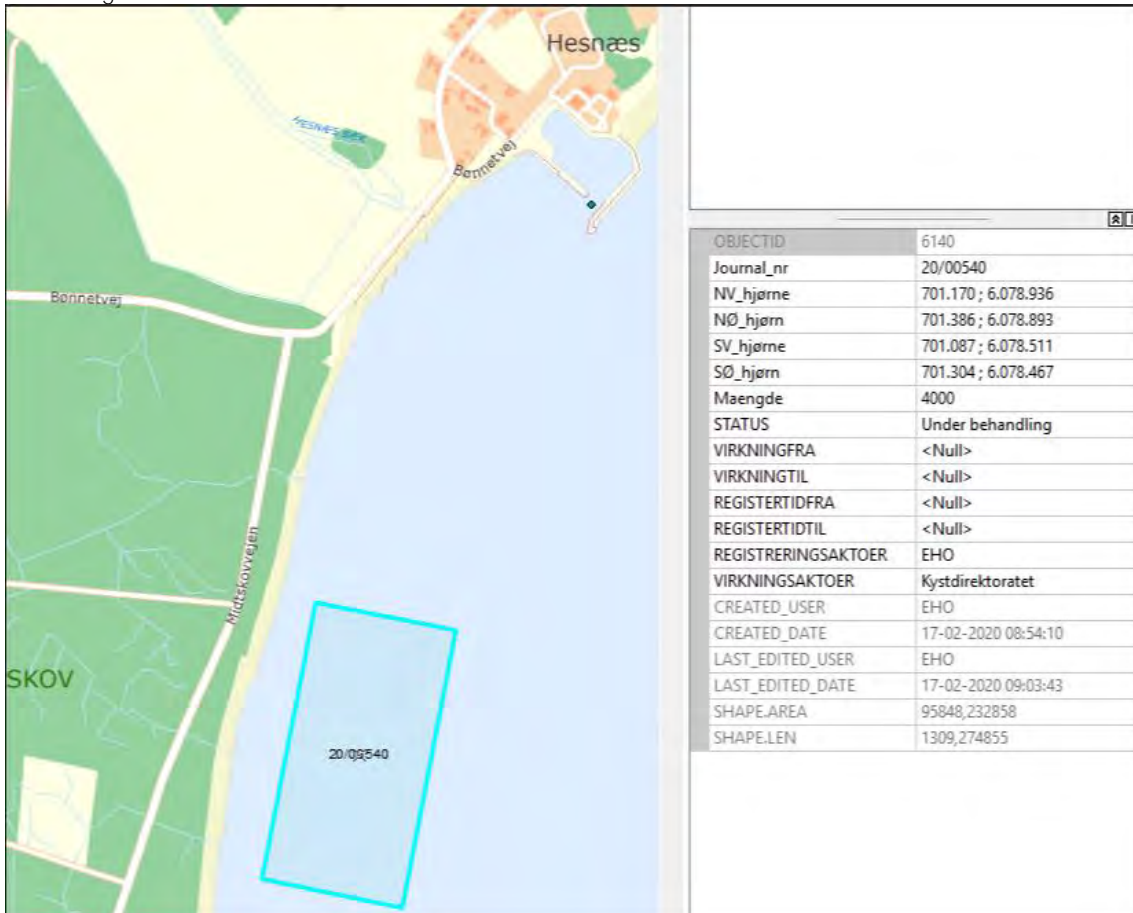 Hesnæs
HESNÆS BÆK
Bønnetvej
Bønnetvej
Midtskovvejen
SKOV
20/00540
OBJECTID 6140
Journal_nr 20/00540
NV_hjørne 701.170 ; 6.078.936
NØ_hjørn 701.386 ; 6.078.893
SV_hjørne 701.087 ; 6.078.511
SØ_hjørn 701.304 ; 6.078.467
Maengde 4000
STATUS Under behandling
VIRKNINGFRA <Null>
VIRKNINGTIL <Null>
REGISTERTIDFRA <Null>
REGISTERTIDTIL <Null>
REGISTRERINGSAKTOER EHO
VIRKNINGSAKTOER Kystdirektoratet
CREATED_USER EHO
CREATED_DATE 17-02-2020 08:54:10
LAST_EDITED_USER EHO
LAST_EDITED_DATE 17-02-2020 09:03:43
SHAPE.AREA 95848,232858
SHAPE.LEN 1309,274855